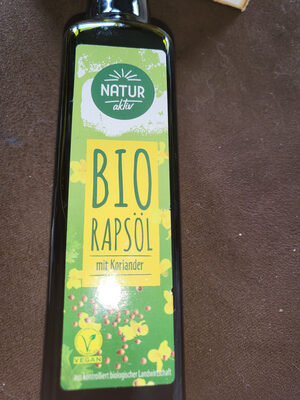 NATUR
aktiv
BIO
RAPSÖL
mit Koriander
V
VEGAN
aus kontrolliert biologischer Landwirtschaft